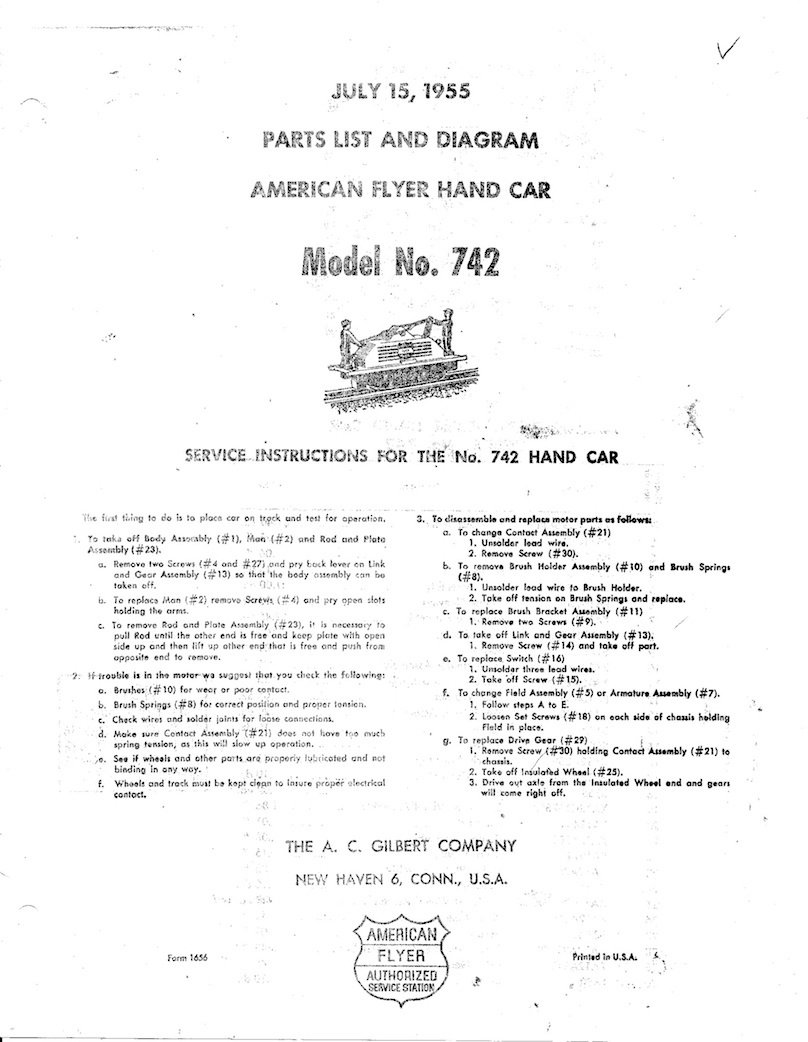 JULY 15, 1955
PARTS LIST AND DIAGRAM
AMERICAN FLYER HAND CAR
Model No. 742
SERVICE INSTRUCTIONS FOR THE No. 742 HAND CAR
The first thing to do is to place car on track and test for operation.
1. To take off Body Assembly (#1), Man (#2) and Rod and Plate
Assembly (#23).
a. Remove two Screws (#4 and #27) and pry back lever on Link
and Gear Assembly (#13) so that the body assembly can be
taken off.
b. To replace Man (#2) remove Screws (#4) and pry open slots
holding the arms.
c. To remove Rod and Plate Assembly (#23), it is necessary to
pull Rod until the other end is free and keep plate with open
side up and then lift up other end that is free and push from
opposite end to remove.
2. If trouble is in the motor we suggest that you check the following:
a. Brushes (#10) for wear or poor contact.
b. Brush Springs (#8) for correct position and proper tension.
c. Check wires and solder joints for loose connections.
d. Make sure Contact Assembly (#21) does not have too much
spring tension, as this will slow up operation.
e. See if wheels and other parts are properly lubricated and not
binding in any way.
f. Wheels and track must be kept clean to insure proper electrical
contact.
3. To disassemble and replace motor parts as follows:
a. To change Contact Assembly (#21)
1. Unsolder lead wire.
2. Remove Screw (#30).
b. To remove Brush Holder Assembly (#10) and Brush Springs
(#8).
1. Unsolder lead wire to Brush Holder.
2. Take off tension on Brush Springs and replace.
c. To replace Brush Bracket Assembly (#11)
1. Remove two Screws (#9).
d. To take off Link and Gear Assembly (#13).
1. Remove Screw (#14) and take off part.
e. To replace Switch (#16)
1. Unsolder three lead wires.
2. Take off Screw (#15).
f. To change Field Assembly (#5) or Armature Assembly (#7).
1. Follow steps A to E.
2. Loosen Set Screws (#18) on each side of chassis holding
Field in place.
g. To replace Drive Gear (#29)
1. Remove Screw (#30) holding Contact Assembly (#21) to
chassis.
2. Take off Insulated Wheel (#25).
3. Drive out axle from the Insulated Wheel end and gears
will come right off.
THE A. C. GILBERT COMPANY
NEW HAVEN 6, CONN., U.S.A.
AMERICAN
FLYER
AUTHORIZED
SERVICE STATION
Form 1656
Printed in U.S.A.